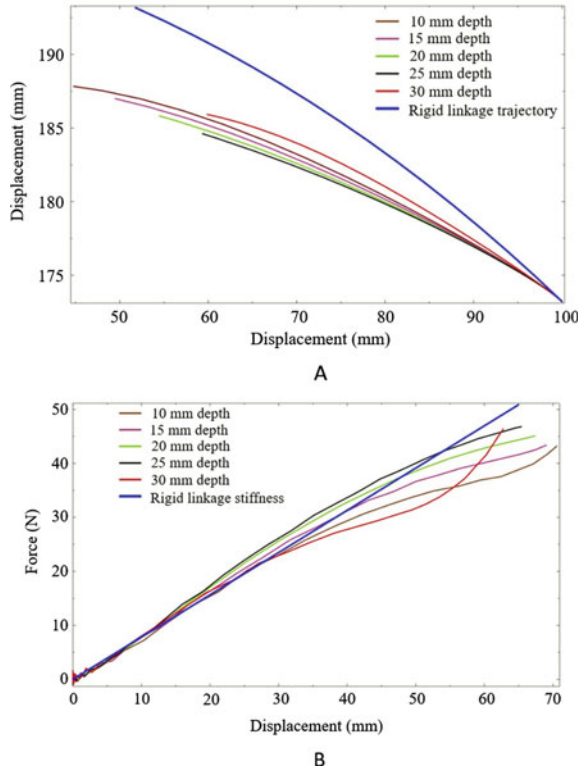 10 mm depth
15 mm depth
20 mm depth
25 mm depth
30 mm depth
Rigid linkage trajectory
Displacement (mm)
190
185
180
175
50
60
70
80
90
100
Displacement (mm)
A
10 mm depth
15 mm depth
20 mm depth
25 mm depth
30 mm depth
Rigid linkage stiffness
Force (N)
50
40
30
20
10
0
0
10
20
30
40
50
60
70
Displacement (mm)
B